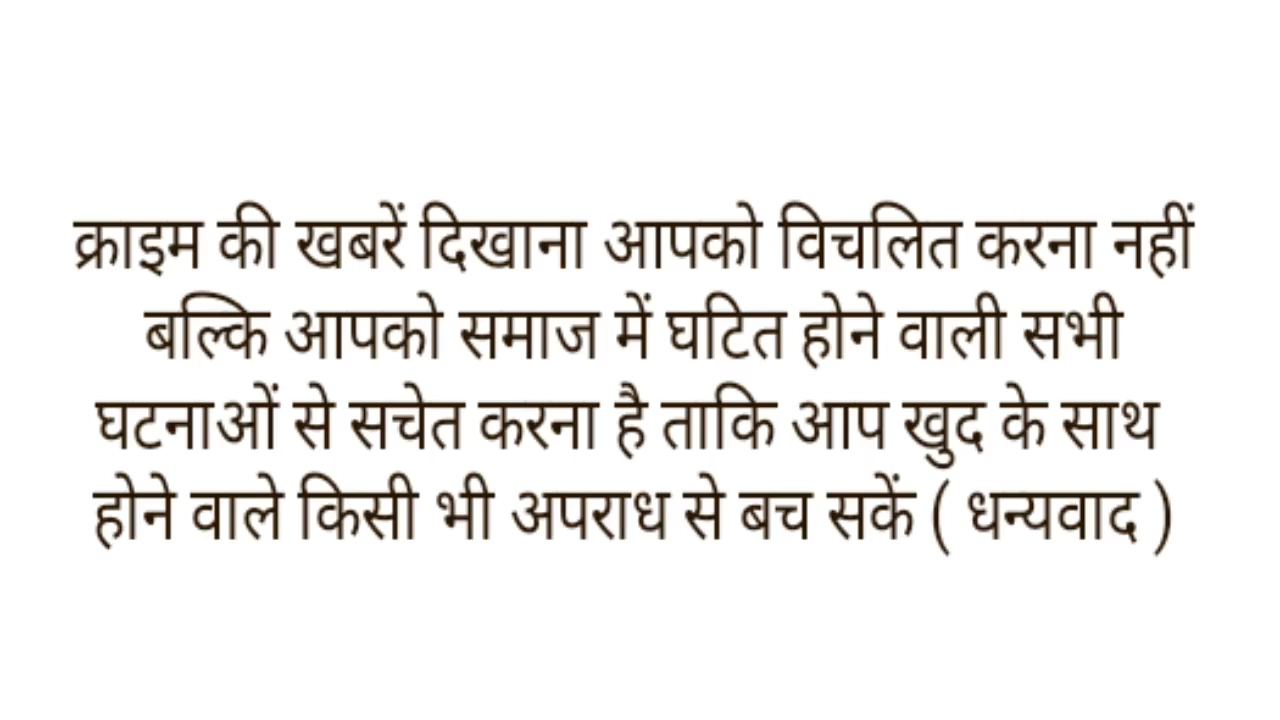 क्राइम की खबरें दिखाना आपको विचलित करना नहीं
बल्कि आपको समाज में घटित होने वाली सभी
घटनाओं से सचेत करना है ताकि आप खुद के साथ
होने वाले किसी भी अपराध से बच सकें ( धन्यवाद )